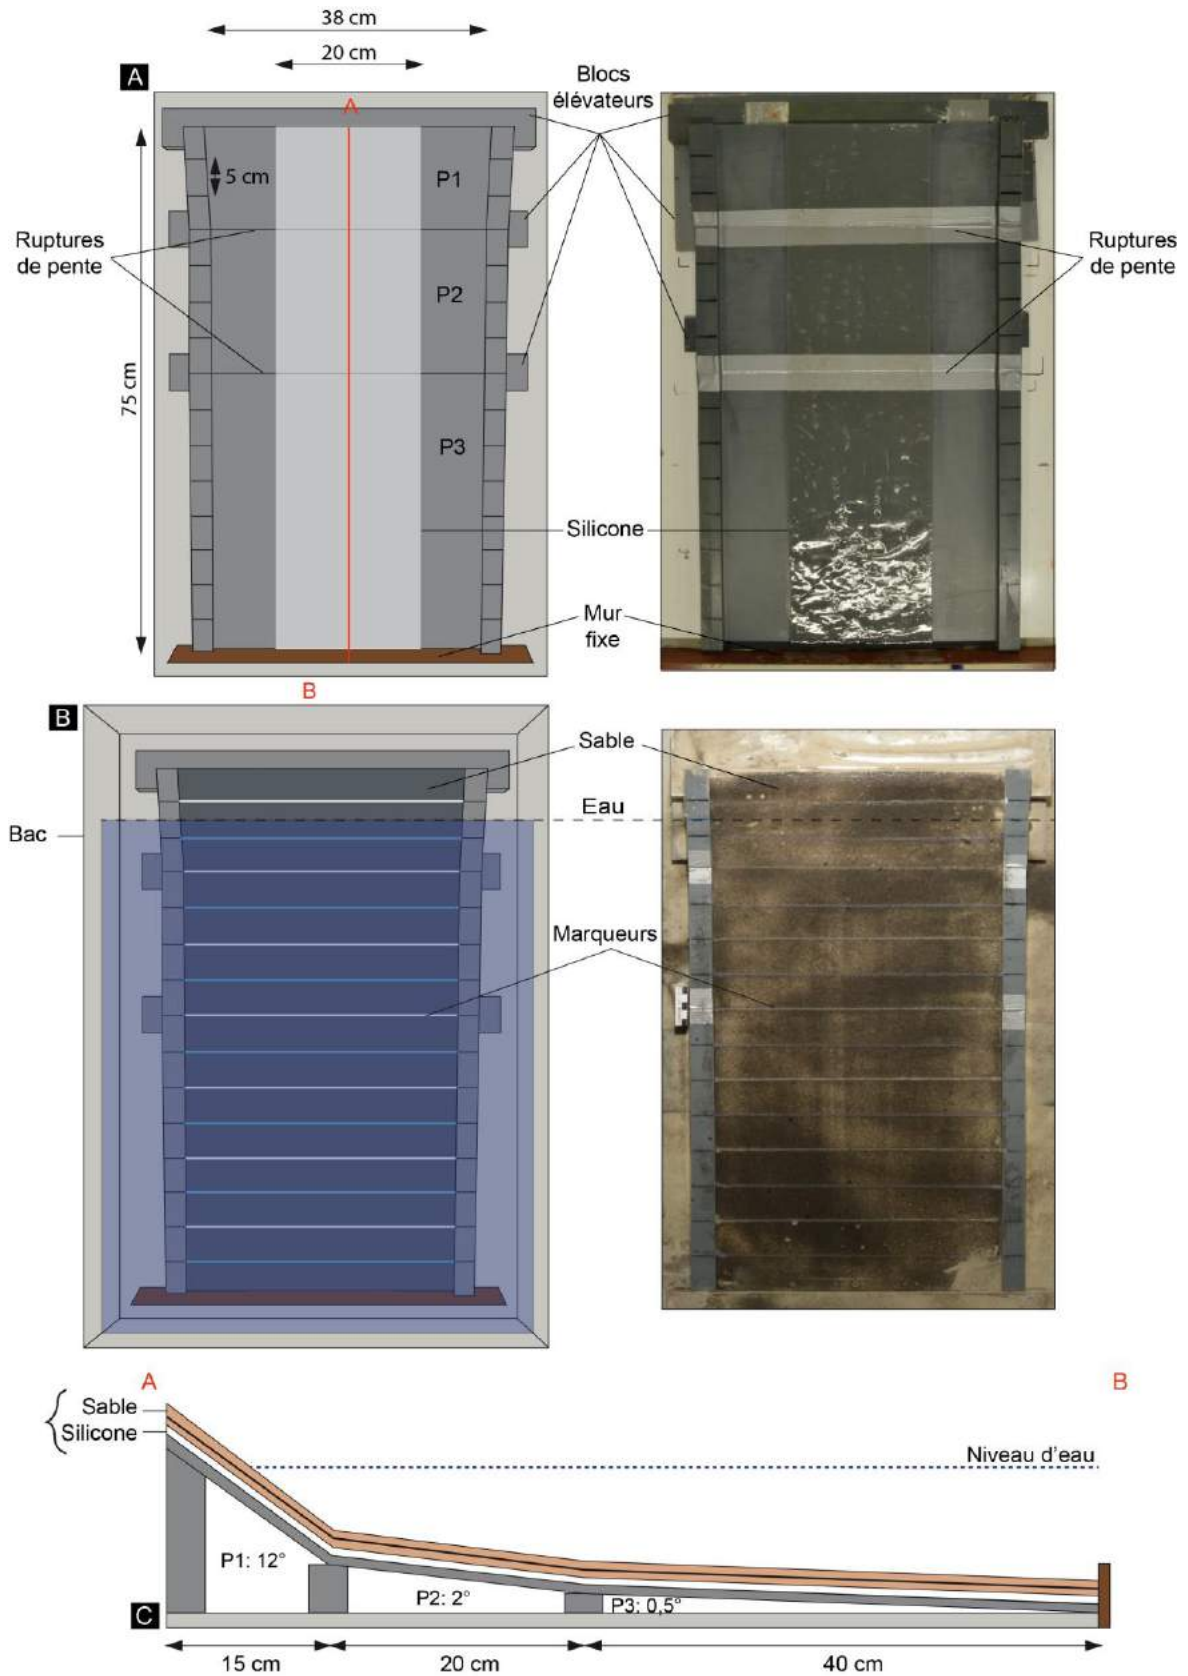 38 cm
20 cm
A
Blocs
élévateurs
A
5 cm
P1
Ruptures
de pente
Ruptures
de pente
P2
75 cm
P3
Silicone
Mur
fixe
B
B
Sable
Eau
Bac
Marqueurs
A
B
Sable
Silicone
Niveau d'eau
P1: 12°
P2: 2°
P3: 0,5°
C
15 cm
20 cm
40 cm